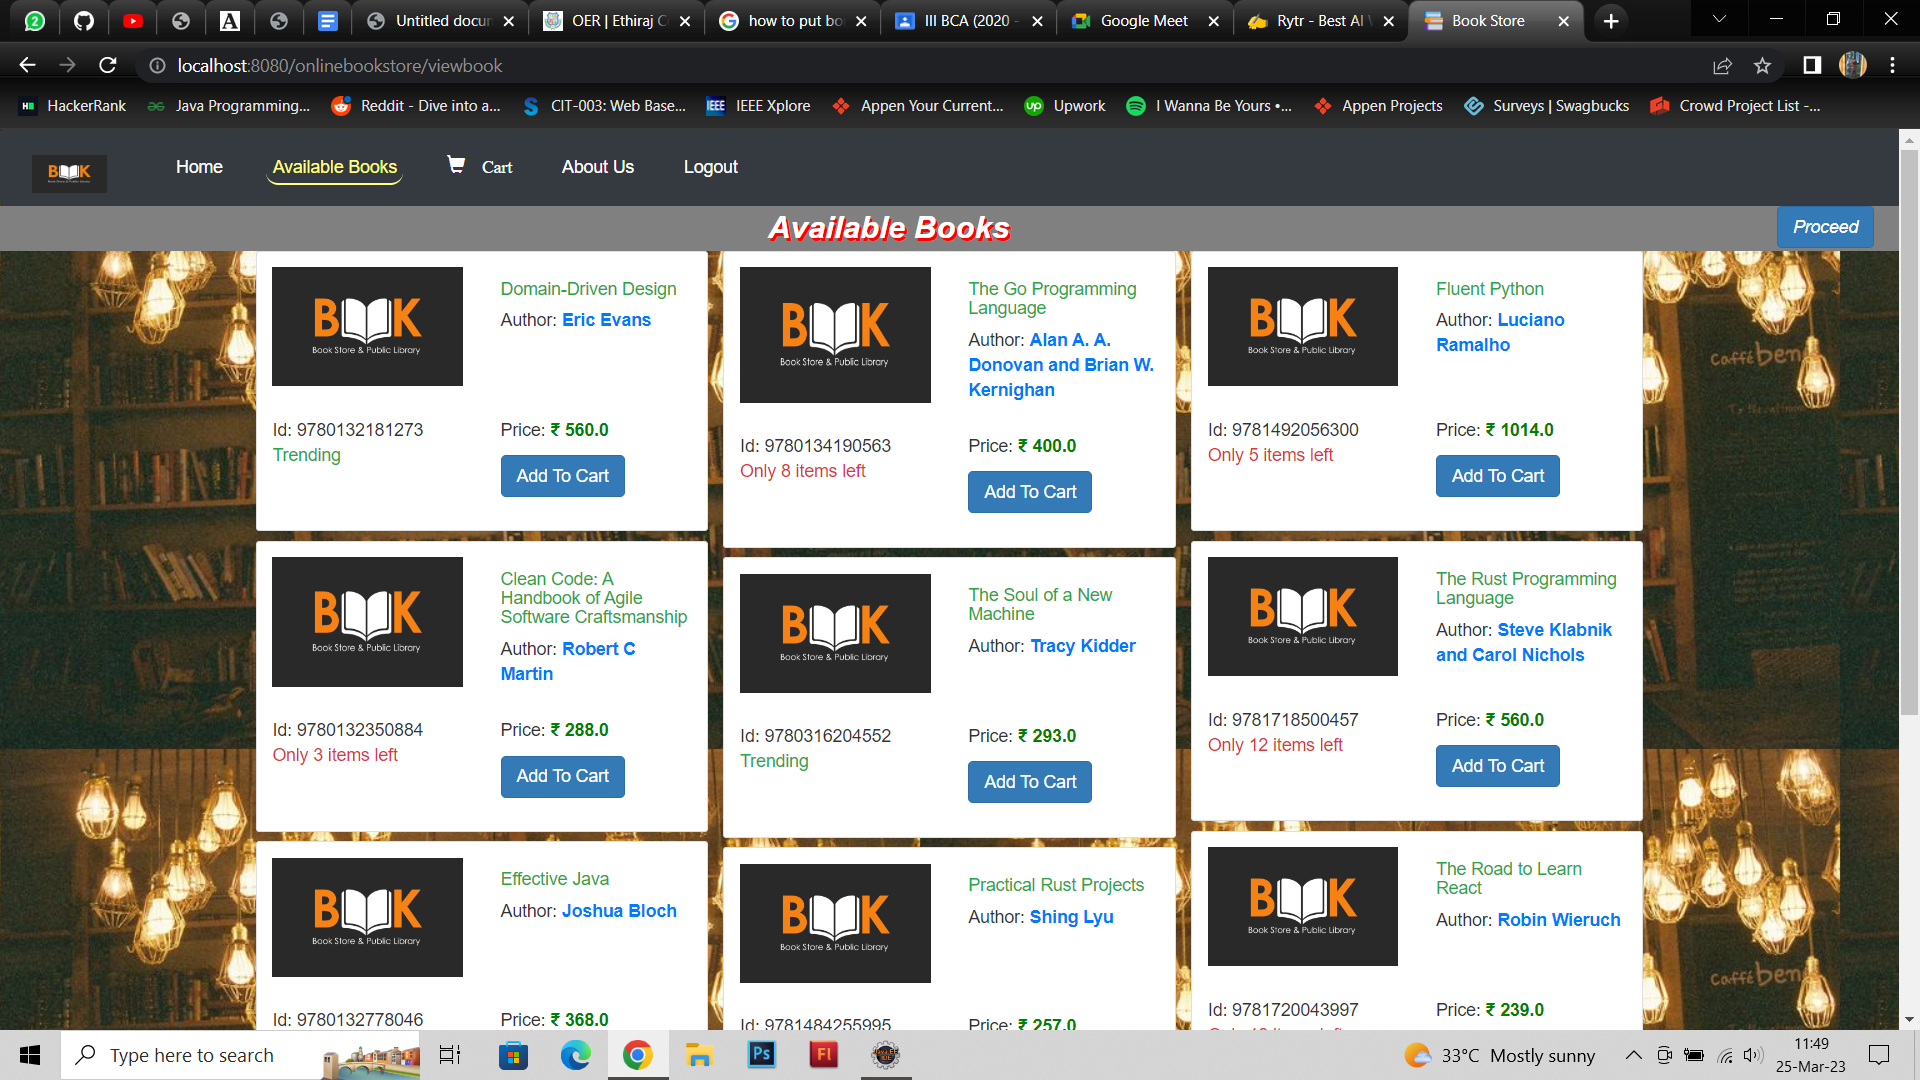 Untitled docun
OER | Ethiraj C
how to put bo
III BCA (2020 -
Google Meet
Rytr - Best AI
Book Store
localhost:8080/onlinebookstore/viewbook
HackerRank
Java Programming...
Reddit - Dive into a...
CIT-003: Web Base...
IEEE Xplore
Appen Your Current...
Upwork
I Wanna Be Yours •...
Appen Projects
Surveys | Swagbucks
Crowd Project List -...
Home
Available Books
Cart
About Us
Logout
Available Books
Proceed
BOOK
Book Store & Public Library
Domain-Driven Design
Author: Eric Evans
Id: 9780132181273
Trending
Price: ₹ 560.0
Add To Cart
BOOK
Book Store & Public Library
The Go Programming
Language
Author: Alan A. A.
Donovan and Brian W.
Kernighan
Id: 9780134190563
Only 8 items left
Price: ₹ 400.0
Add To Cart
BOOK
Book Store & Public Library
Fluent Python
Author: Luciano
Ramalho
Id: 9781492056300
Only 5 items left
Price: ₹ 1014.0
Add To Cart
BOOK
Book Store & Public Library
Clean Code: A
Handbook of Agile
Software Craftsmanship
Author: Robert C
Martin
Id: 9780132350884
Only 3 items left
Price: ₹ 288.0
Add To Cart
BOOK
Book Store & Public Library
The Soul of a New
Machine
Author: Tracy Kidder
Id: 9780316204552
Trending
Price: ₹ 293.0
Add To Cart
BOOK
Book Store & Public Library
The Rust Programming
Language
Author: Steve Klabnik
and Carol Nichols
Id: 9781718500457
Only 12 items left
Price: ₹ 560.0
Add To Cart
BOOK
Book Store & Public Library
Effective Java
Author: Joshua Bloch
Id: 9780132778046
Price: ₹ 368.0
BOOK
Book Store & Public Library
Practical Rust Projects
Author: Shing Lyu
Id: 9781484255995
Price: ₹ 257.0
BOOK
Book Store & Public Library
The Road to Learn
React
Author: Robin Wieruch
Id: 9781720043997
Price: ₹ 239.0
caffé bene
caffé bene
Type here to search
33°C Mostly sunny
11:49
25-Mar-23